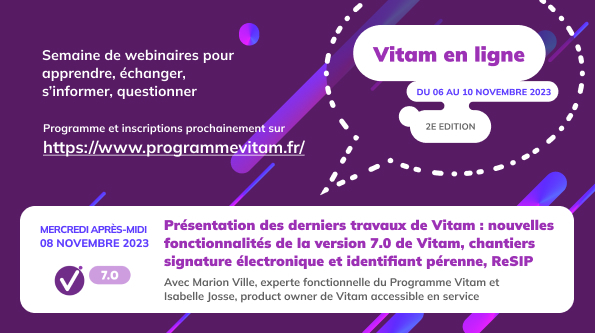 Semaine de webinaires pour
apprendre, échanger,
s'informer, questionner
Programme et inscriptions prochainement sur
https://www.programmevitam.fr/
Vitam en ligne
DU 06 AU 10 NOVEMBRE 2023
2E EDITION
MERCREDI APRÈS-MIDI
08 NOVEMBRE 2023
7.0
Présentation des derniers travaux de Vitam : nouvelles
fonctionnalités de la version 7.0 de Vitam, chantiers
signature électronique et identifiant pérenne, ReSIP
Avec Marion Ville, experte fonctionnelle du Programme Vitam et
Isabelle Josse, product owner de Vitam accessible en service